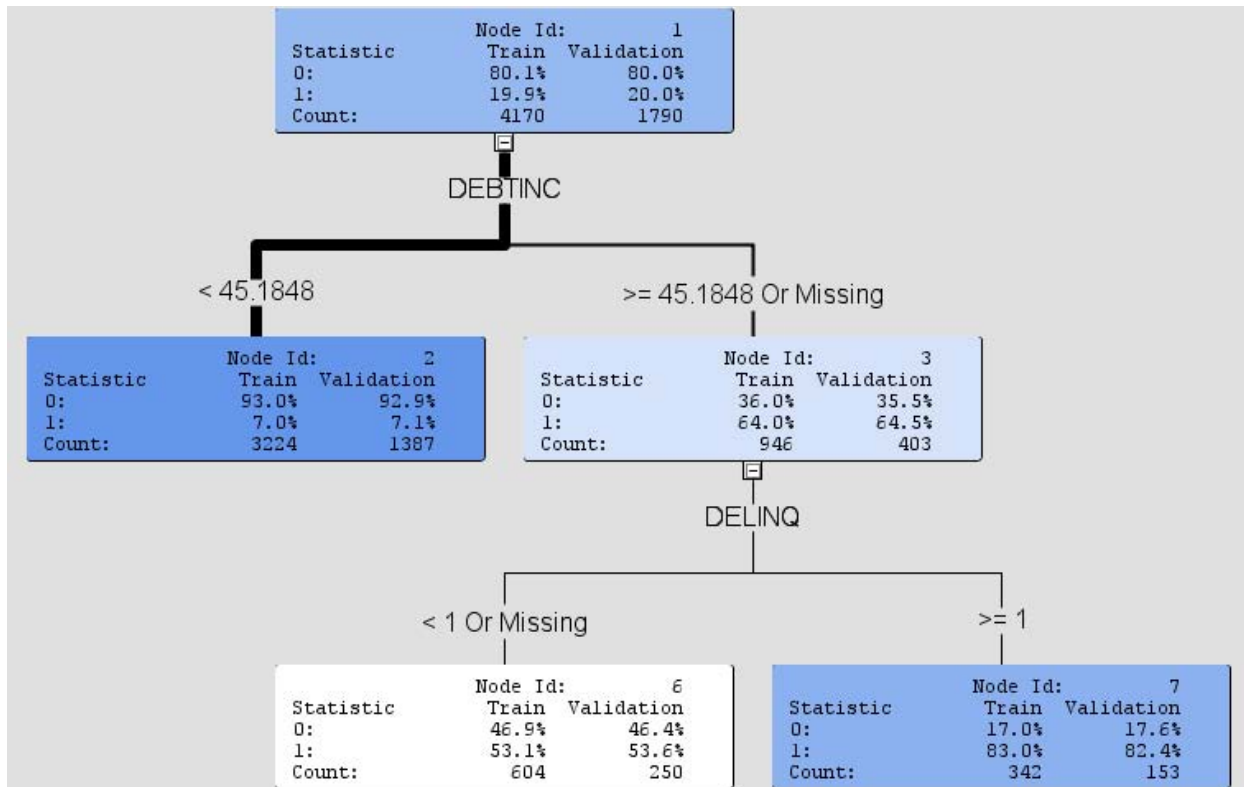 Node Id: 1
Statistic Train Validation
0: 80.1% 80.0%
1: 19.9% 20.0%
Count: 4170 1790
DEBTINC
< 45.1848
>= 45.1848 Or Missing
Node Id: 2
Statistic Train Validation
0: 93.0% 92.9%
1: 7.0% 7.1%
Count: 3224 1387
Node Id: 3
Statistic Train Validation
0: 36.0% 35.5%
1: 64.0% 64.5%
Count: 946 403
DELINQ
< 1 Or Missing
>= 1
Node Id: 6
Statistic Train Validation
0: 46.9% 46.4%
1: 53.1% 53.6%
Count: 604 250
Node Id: 7
Statistic Train Validation
0: 17.0% 17.6%
1: 83.0% 82.4%
Count: 342 153